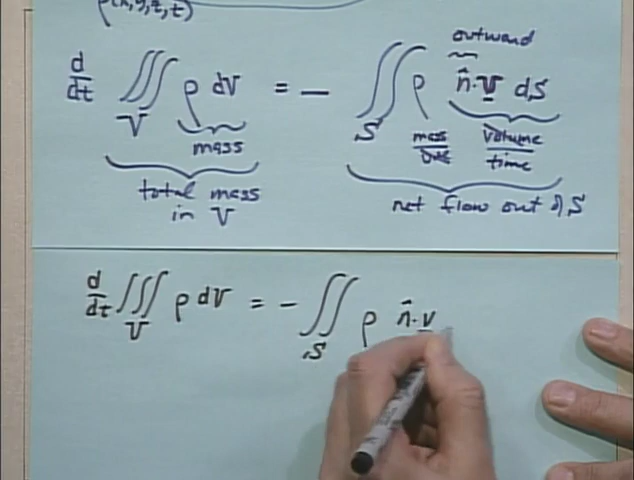 ρ(x,y,z,t)
outward
d/dt ∭_V ρ dV = − ∬_S ρ n̂·v dS
mass
mass/vol volume/time
total mass in V
net flow out of S
d/dt ∭_V ρ dV = − ∬_S ρ n̂·v